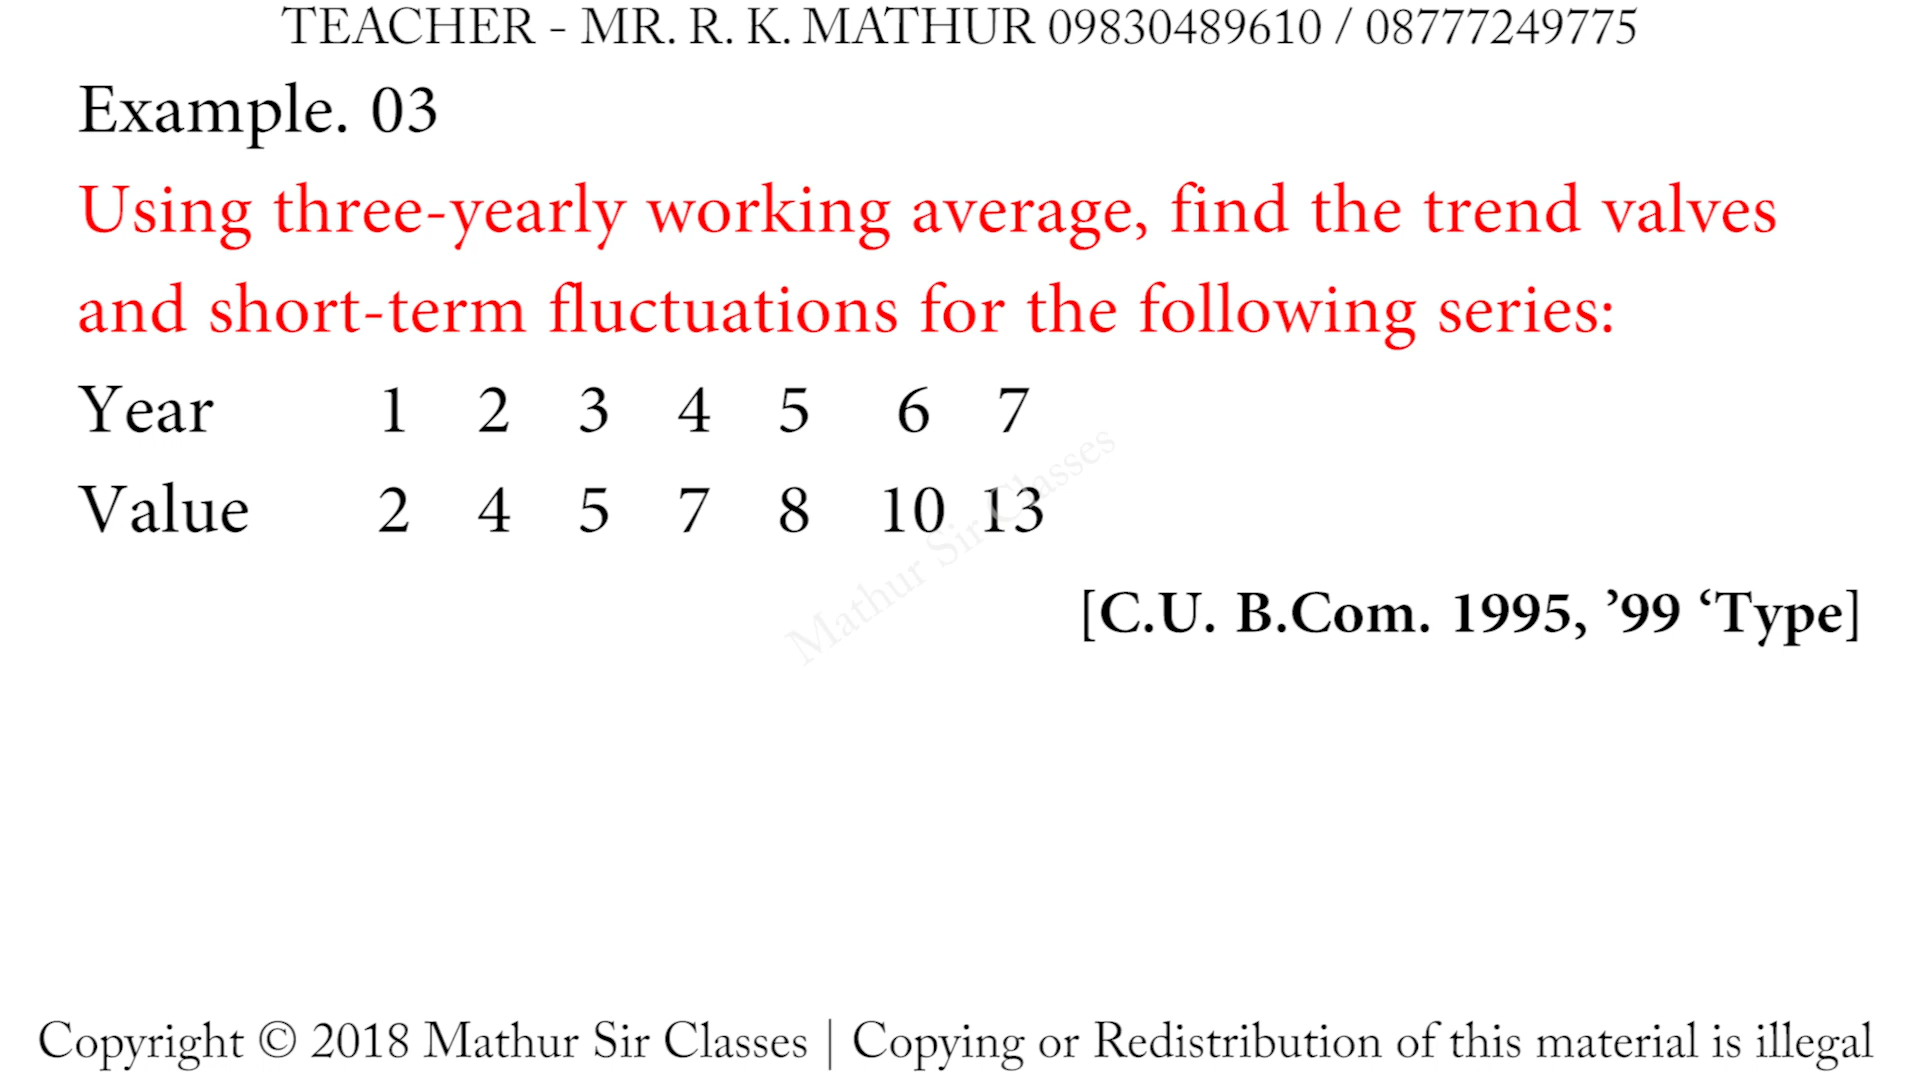 TEACHER - MR. R. K. MATHUR 09830489610 / 08777249775
Example. 03
Using three-yearly working average, find the trend valves
and short-term fluctuations for the following series:
Year 1 2 3 4 5 6 7
Value 2 4 5 7 8 10 13
Mathur Sir Classes
[C.U. B.Com. 1995, ’99 ‘Type]
Copyright © 2018 Mathur Sir Classes | Copying or Redistribution of this material is illegal